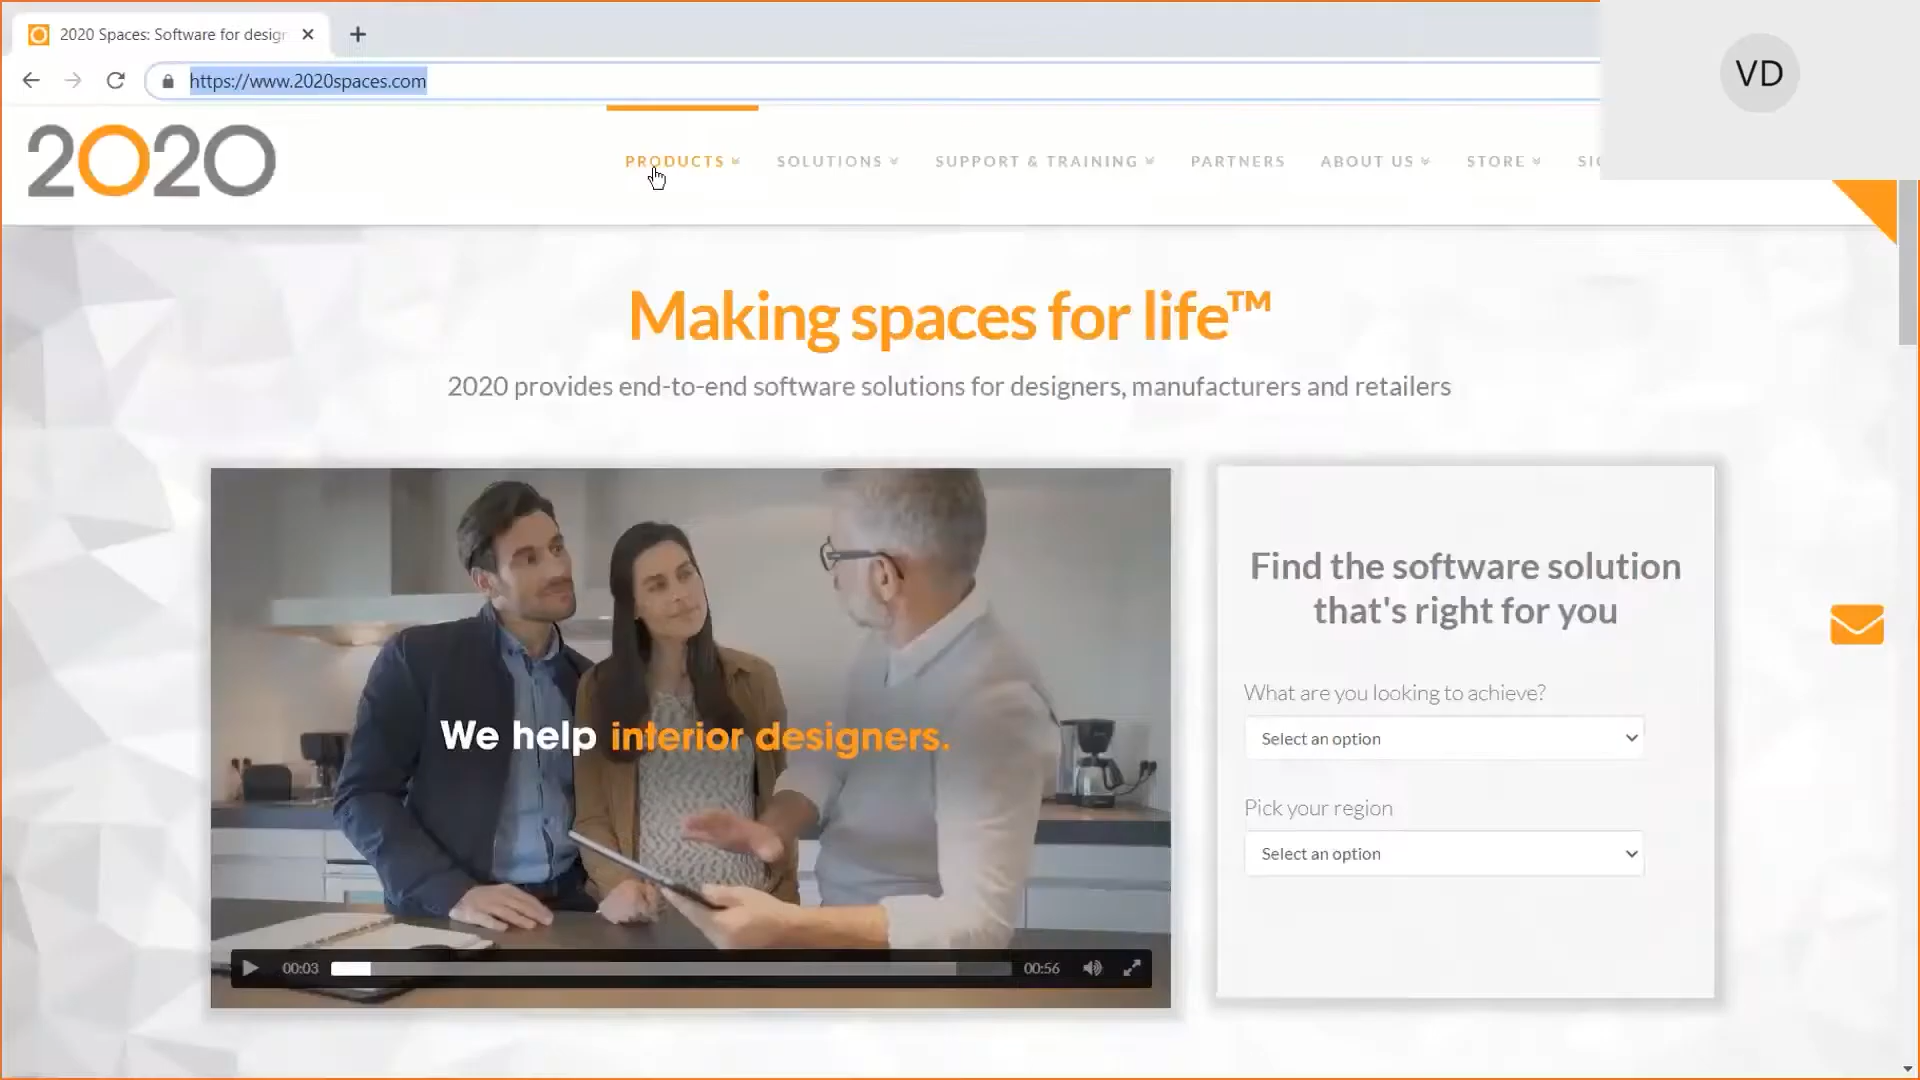 2020 Spaces: Software for design
https://www.2020spaces.com
VD
2020
PRODUCTS SOLUTIONS SUPPORT & TRAINING PARTNERS ABOUT US STORE
Making spaces for life™
2020 provides end-to-end software solutions for designers, manufacturers and retailers
We help interior designers.
00:03 00:56
Find the software solution
that's right for you
What are you looking to achieve?
Select an option
Pick your region
Select an option